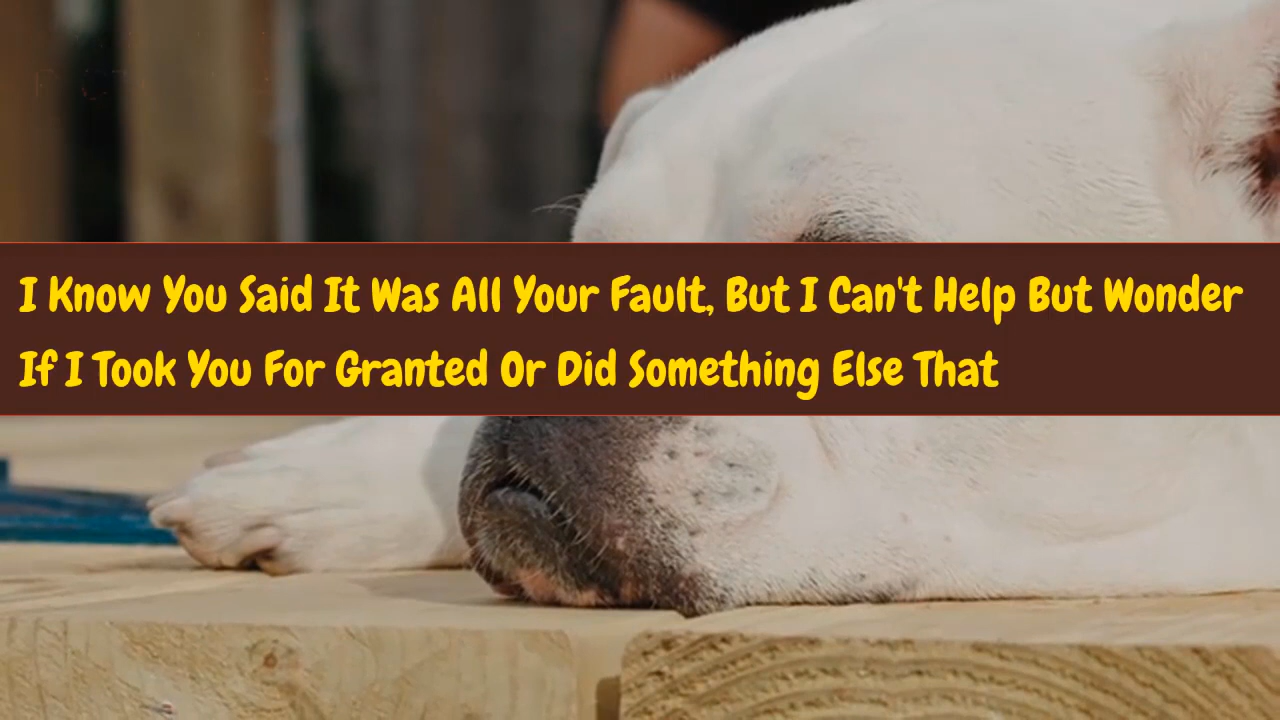 I Know You Said It Was All Your Fault, But I Can't Help But Wonder
If I Took You For Granted Or Did Something Else That